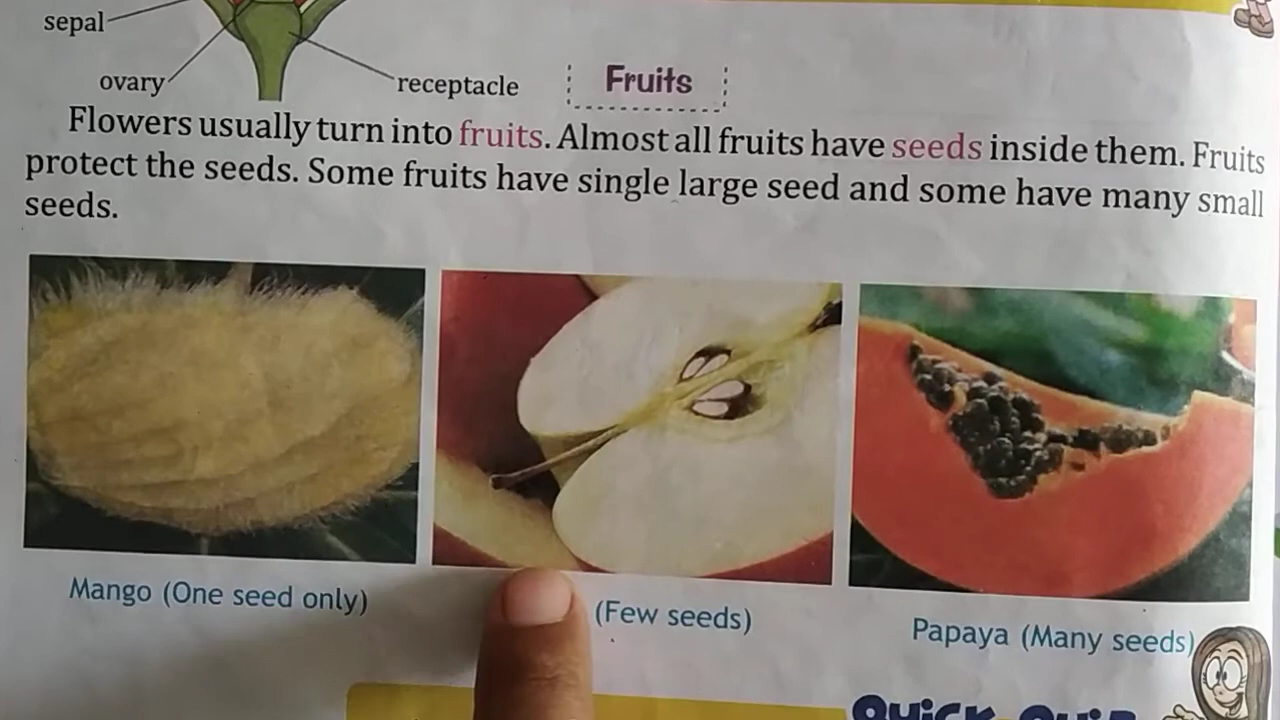 sepal
ovary
receptacle
Fruits
Flowers usually turn into fruits. Almost all fruits have seeds inside them. Fruits
protect the seeds. Some fruits have single large seed and some have many small
seeds.
Mango (One seed only)
(Few seeds)
Papaya (Many seeds)
Quick Quiz